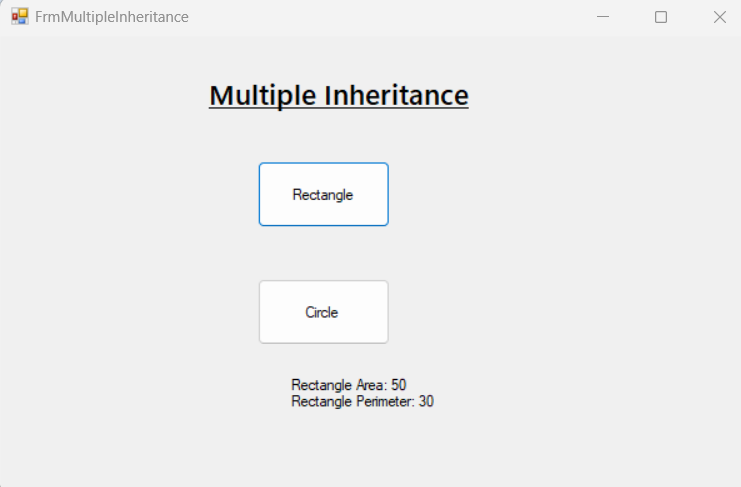 FrmMultipleInheritance
Multiple Inheritance
Rectangle
Circle
Rectangle Area: 50
Rectangle Perimeter: 30